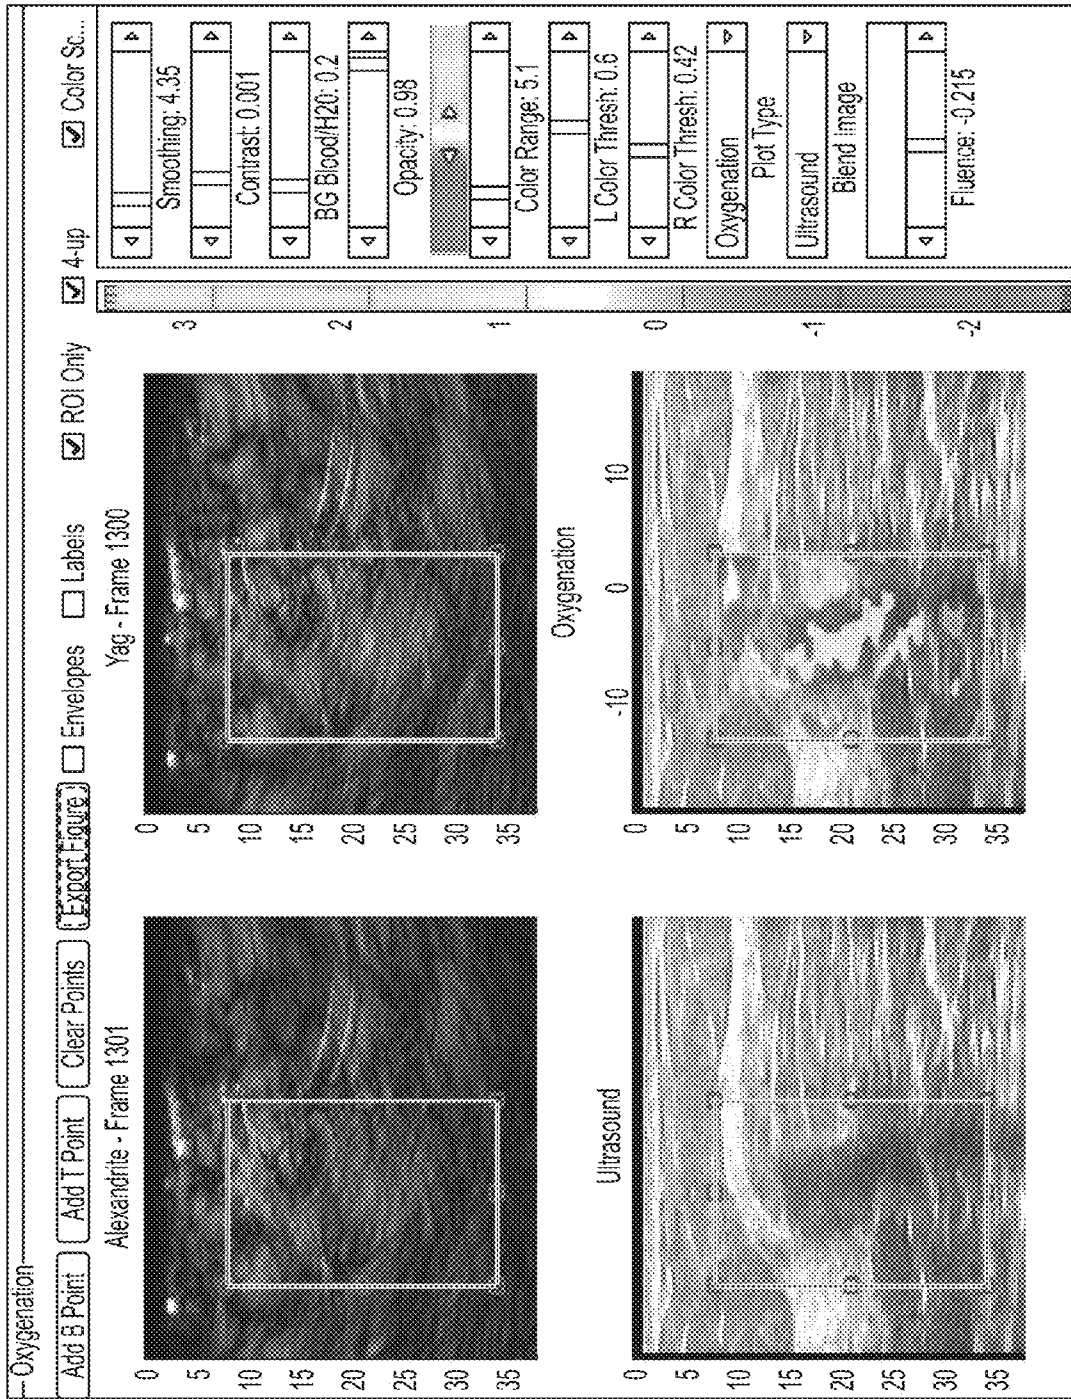 Oxygenation
Add B Point Add T Point Clear Points Export Figure Envelopes Labels ROI Only 4-up Color Sc...
Alexandrite - Frame 1301
0
5
10
15
20
25
30
35
Yag - Frame 1300
0
5
10
15
20
25
30
35
Ultrasound
0
5
10
15
20
25
30
35
Oxygenation
-10 0 10
0
5
10
15
20
25
30
35
3
2
1
0
-1
-2
Smoothing: 4.35
Contrast: 0.001
BG Blood/H20: 0.2
Opacity: 0.98
Color Range: 5.1
L Color Thresh: 0.6
R Color Thresh: 0.42
Oxygenation
Plot Type
Ultrasound
Blend Image
Fluence: -0.215